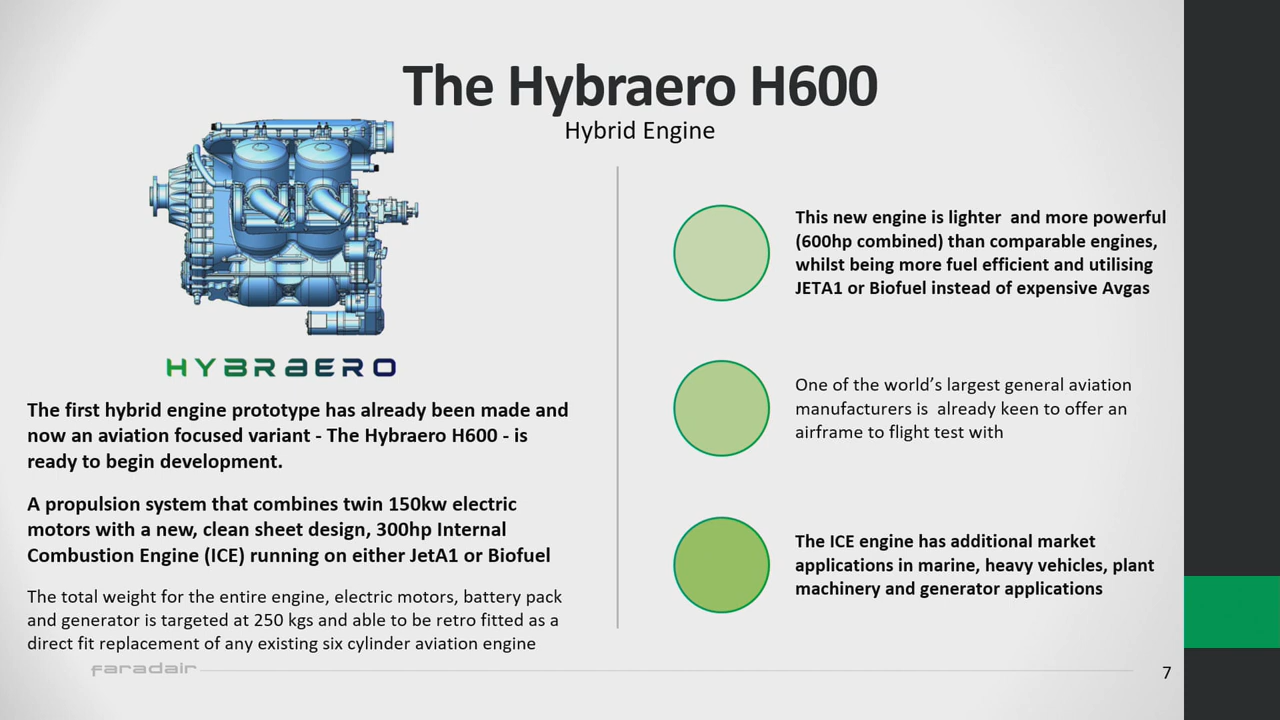 The Hybraero H600
Hybrid Engine
HYBRAERO
The first hybrid engine prototype has already been made and
now an aviation focused variant - The Hybraero H600 - is
ready to begin development.
A propulsion system that combines twin 150kw electric
motors with a new, clean sheet design, 300hp Internal
Combustion Engine (ICE) running on either JetA1 or Biofuel
The total weight for the entire engine, electric motors, battery pack
and generator is targeted at 250 kgs and able to be retro fitted as a
direct fit replacement of any existing six cylinder aviation engine
This new engine is lighter  and more powerful
(600hp combined) than comparable engines,
whilst being more fuel efficient and utilising
JETA1 or Biofuel instead of expensive Avgas
One of the world’s largest general aviation
manufacturers is  already keen to offer an
airframe to flight test with
The ICE engine has additional market
applications in marine, heavy vehicles, plant
machinery and generator applications
faradair
7